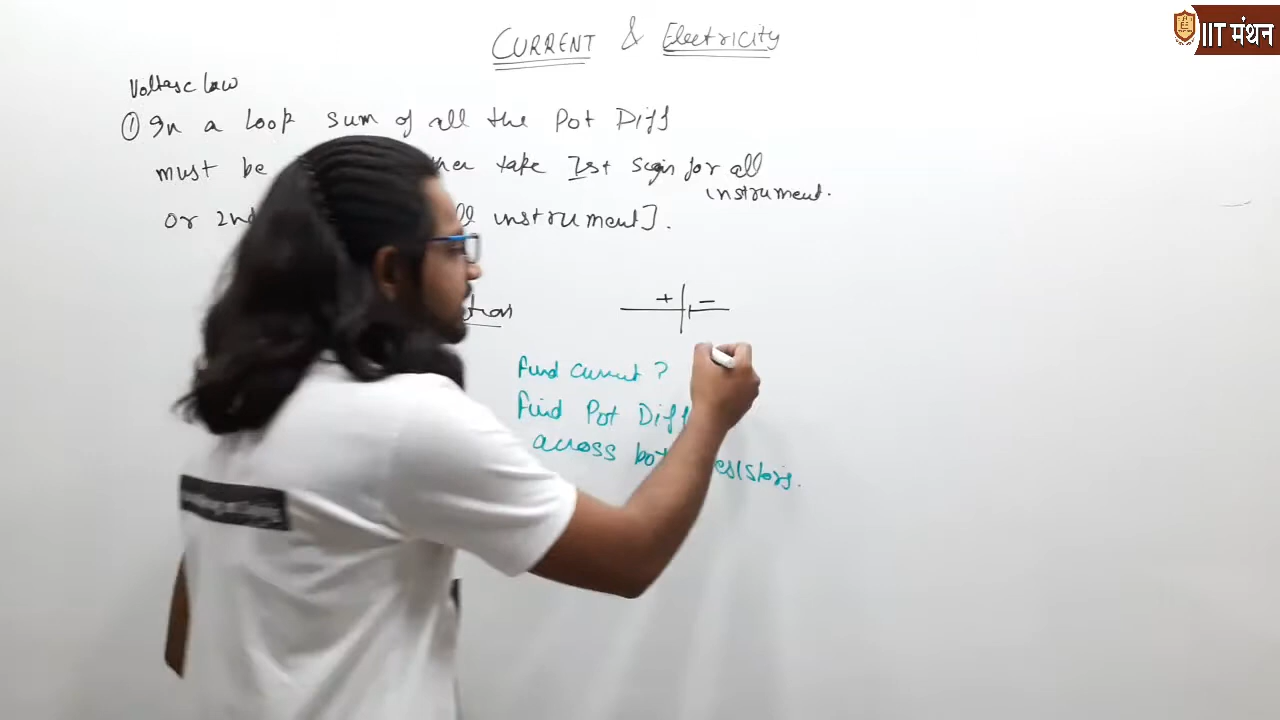 IIT मंथन
CURRENT & Electricity
Voltage law
① In a loop sum of all the Pot Diff
must be take 1st sign for all
instrument.
or 2nd instrument].
+ −
Find Current ?
Find Pot Diff
across